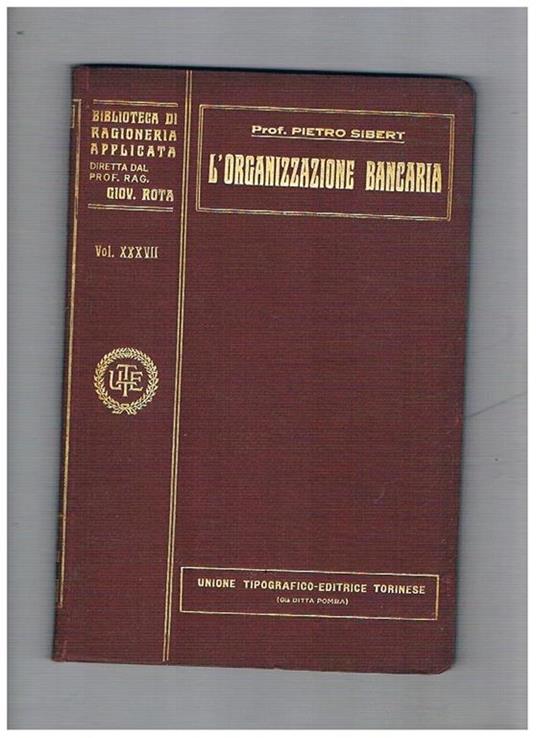 BIBLIOTECA DI
RAGIONERIA
APPLICATA
DIRETTA DAL
PROF. RAG.
GIOV. ROTA
Vol. XXXVII
UTE
Prof. PIETRO SIBERT
L'ORGANIZZAZIONE BANCARIA
UNIONE TIPOGRAFICO-EDITRICE TORINESE
(Già DITTA POMBA)